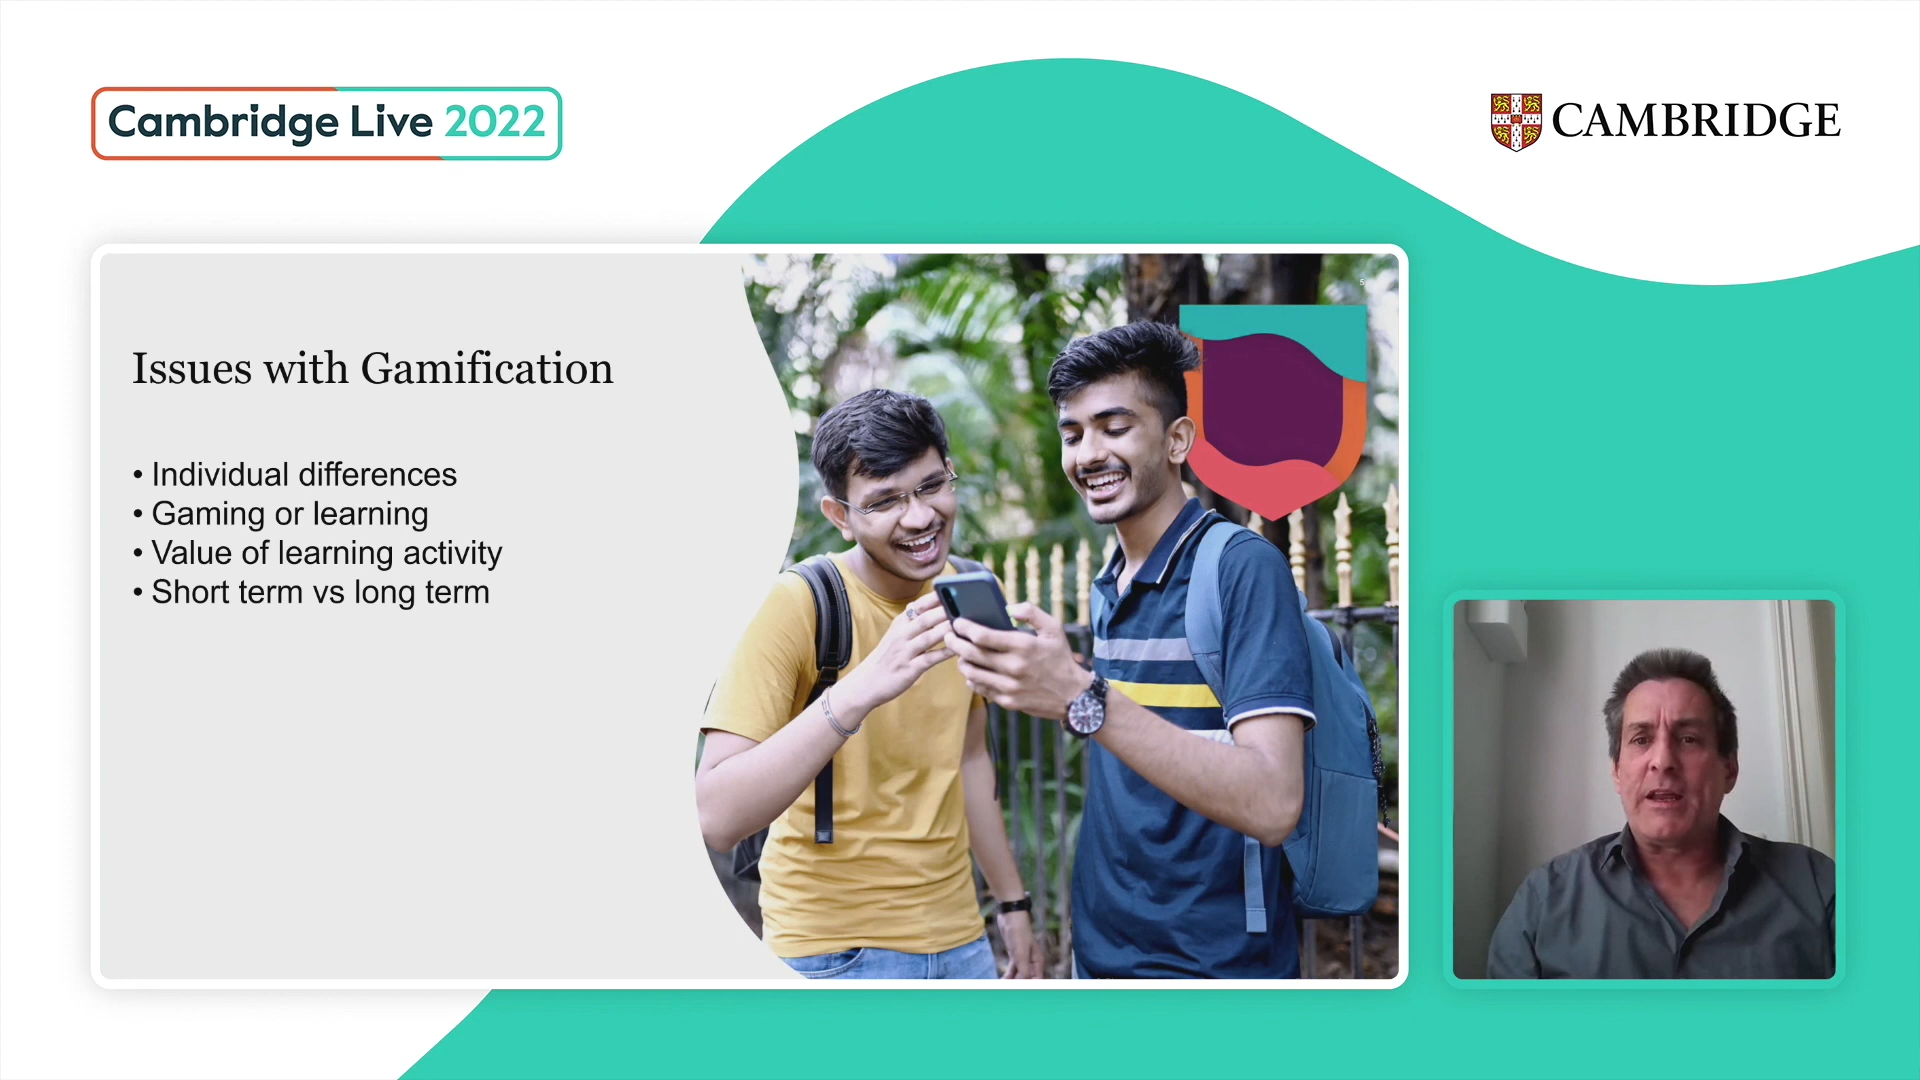 Cambridge Live 2022
CAMBRIDGE
Issues with Gamification
• Individual differences
• Gaming or learning
• Value of learning activity
• Short term vs long term